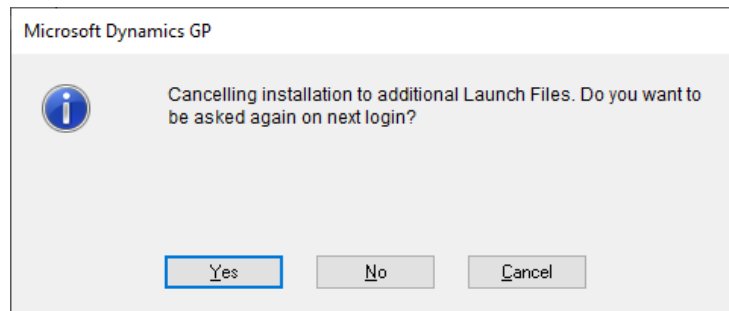 Microsoft Dynamics GP
Cancelling installation to additional Launch Files. Do you want to
be asked again on next login?
Yes
No
Cancel